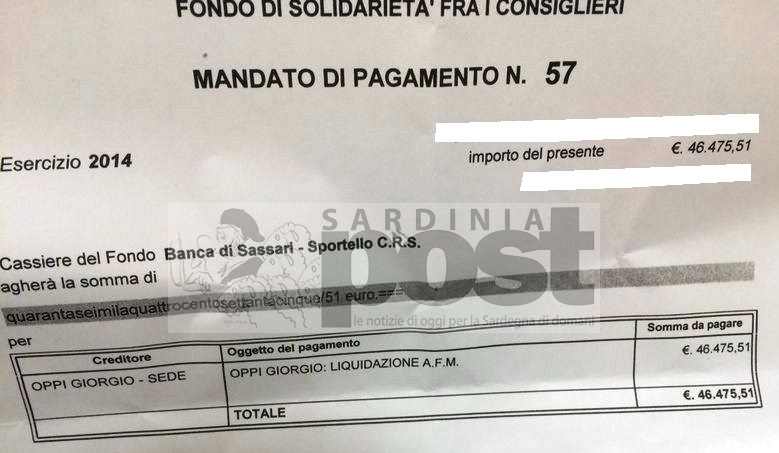 FONDO DI SOLIDARIETA' FRA I CONSIGLIERI
MANDATO DI PAGAMENTO N. 57
Esercizio 2014
importo del presente €. 46.475,51
SARDINIA
post
le notizie di oggi per la Sardegna di domani
Cassiere del Fondo Banca di Sassari - Sportello C.R.S.
agherà la somma di
quarantaseimilaquattrocentosettantacinque/51 euro.===
per
Creditore Oggetto del pagamento Somma da pagare
OPPI GIORGIO - SEDE OPPI GIORGIO: LIQUIDAZIONE A.F.M. €. 46.475,51
TOTALE €. 46.475,51